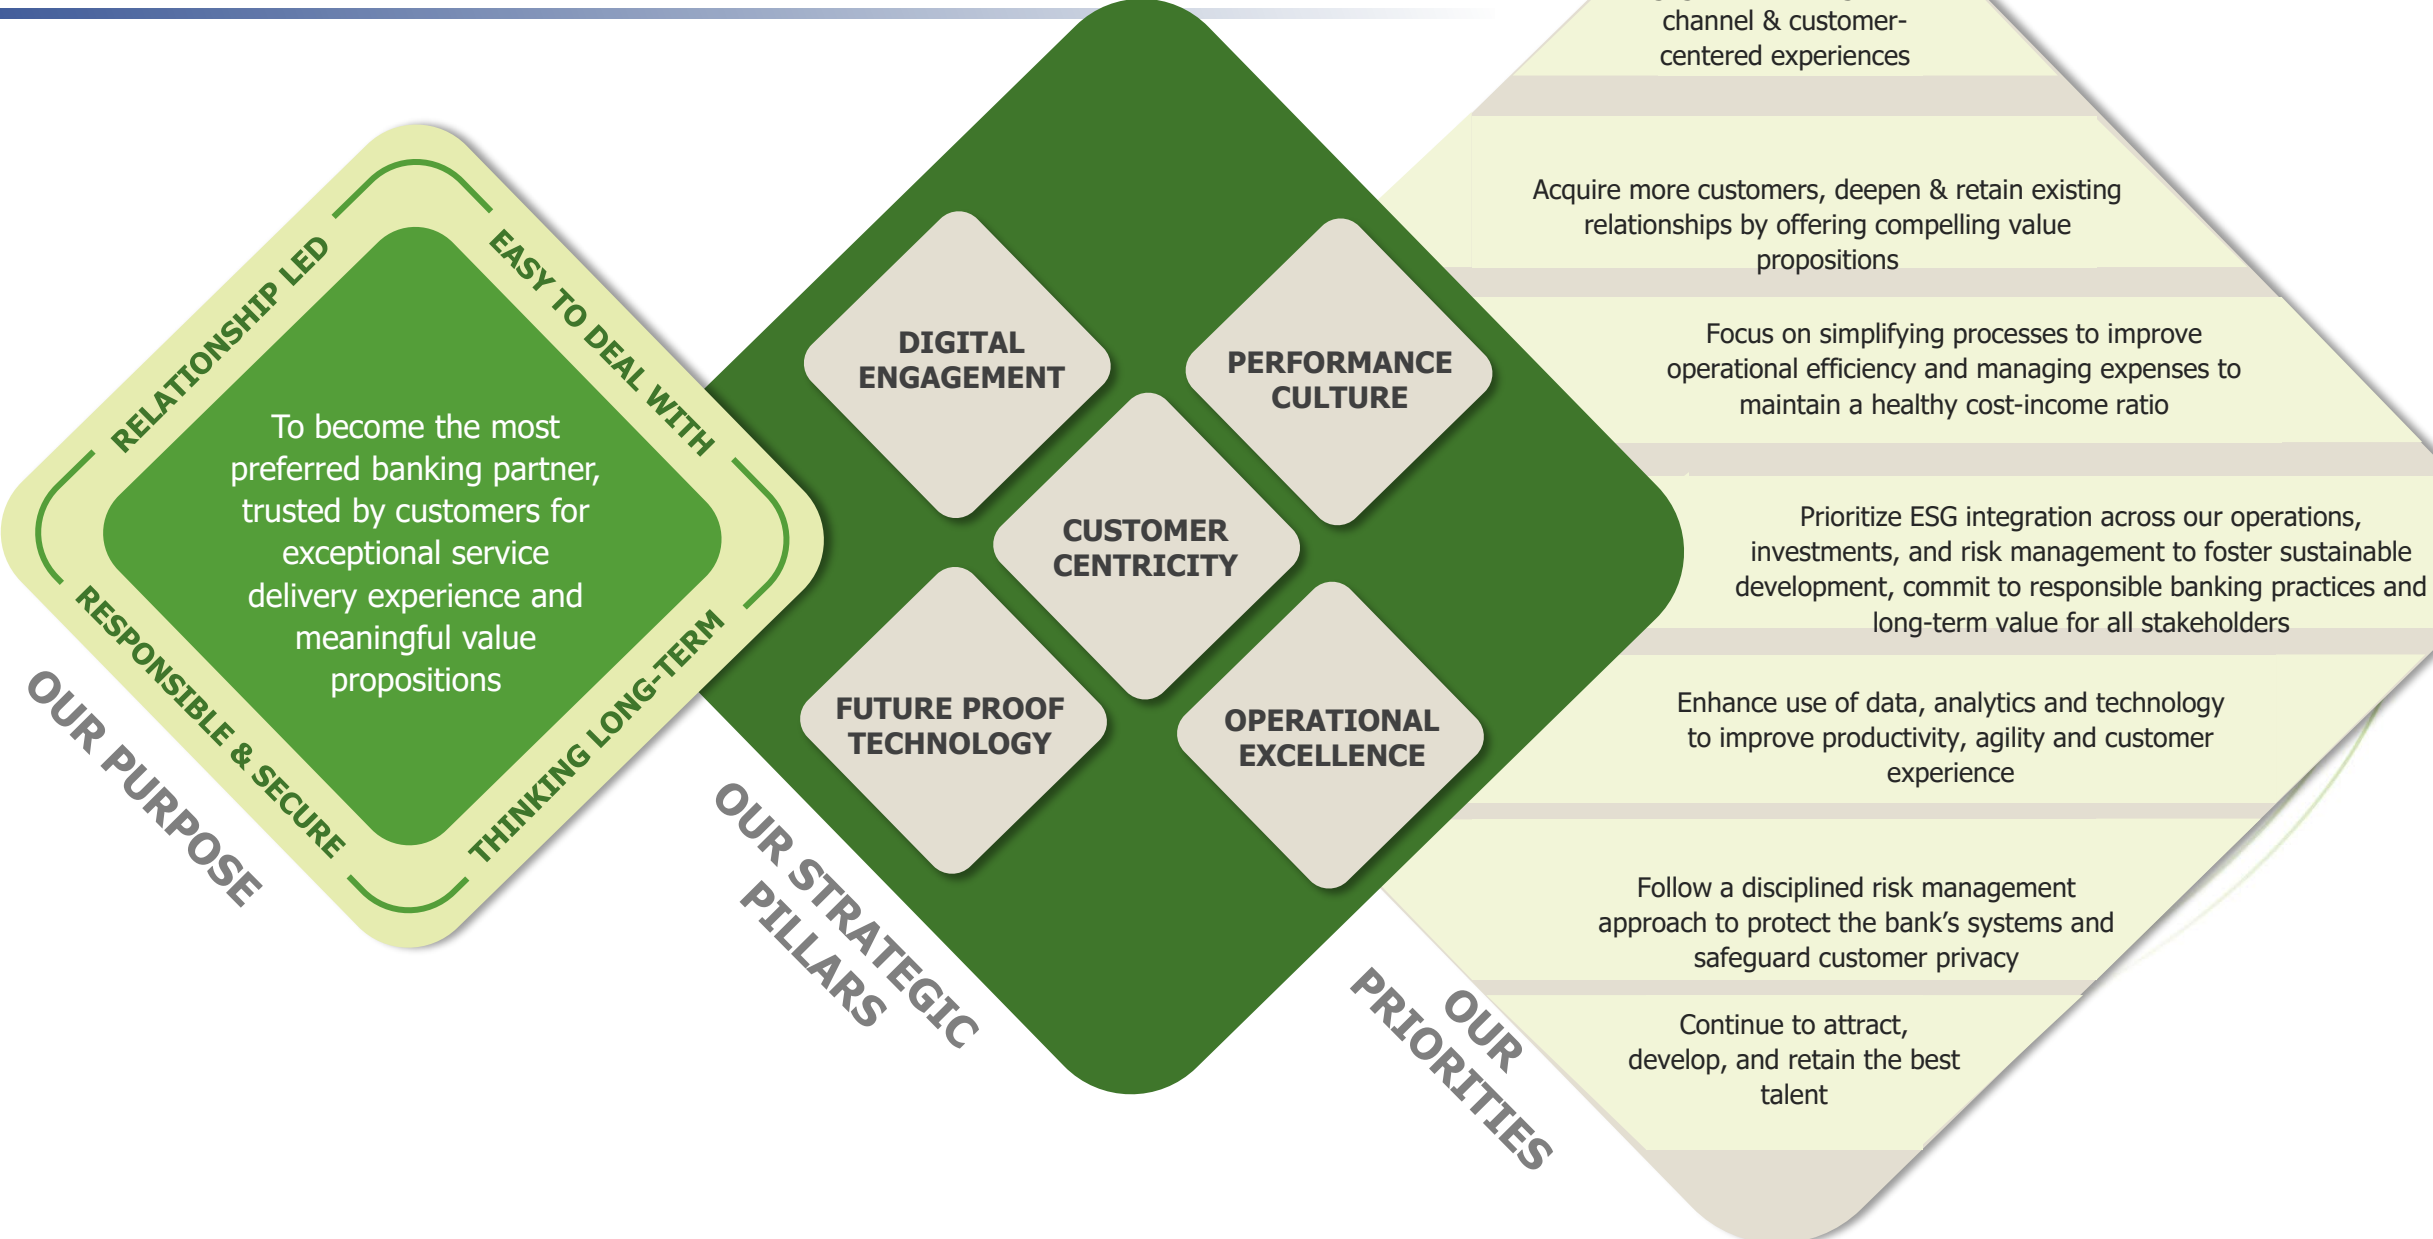 RELATIONSHIP LED
EASY TO DEAL WITH
To become the most
preferred banking partner,
trusted by customers for
exceptional service
delivery experience and
meaningful value
propositions
RESPONSIBLE & SECURE
THINKING LONG-TERM
OUR PURPOSE
DIGITAL
ENGAGEMENT
PERFORMANCE
CULTURE
CUSTOMER
CENTRICITY
FUTURE PROOF
TECHNOLOGY
OPERATIONAL
EXCELLENCE
OUR STRATEGIC
PILLARS
channel & customer-
centered experiences
Acquire more customers, deepen & retain existing
relationships by offering compelling value
propositions
Focus on simplifying processes to improve
operational efficiency and managing expenses to
maintain a healthy cost-income ratio
Prioritize ESG integration across our operations,
investments, and risk management to foster sustainable
development, commit to responsible banking practices and
long-term value for all stakeholders
Enhance use of data, analytics and technology
to improve productivity, agility and customer
experience
Follow a disciplined risk management
approach to protect the bank's systems and
safeguard customer privacy
Continue to attract,
develop, and retain the best
talent
OUR
PRIORITIES